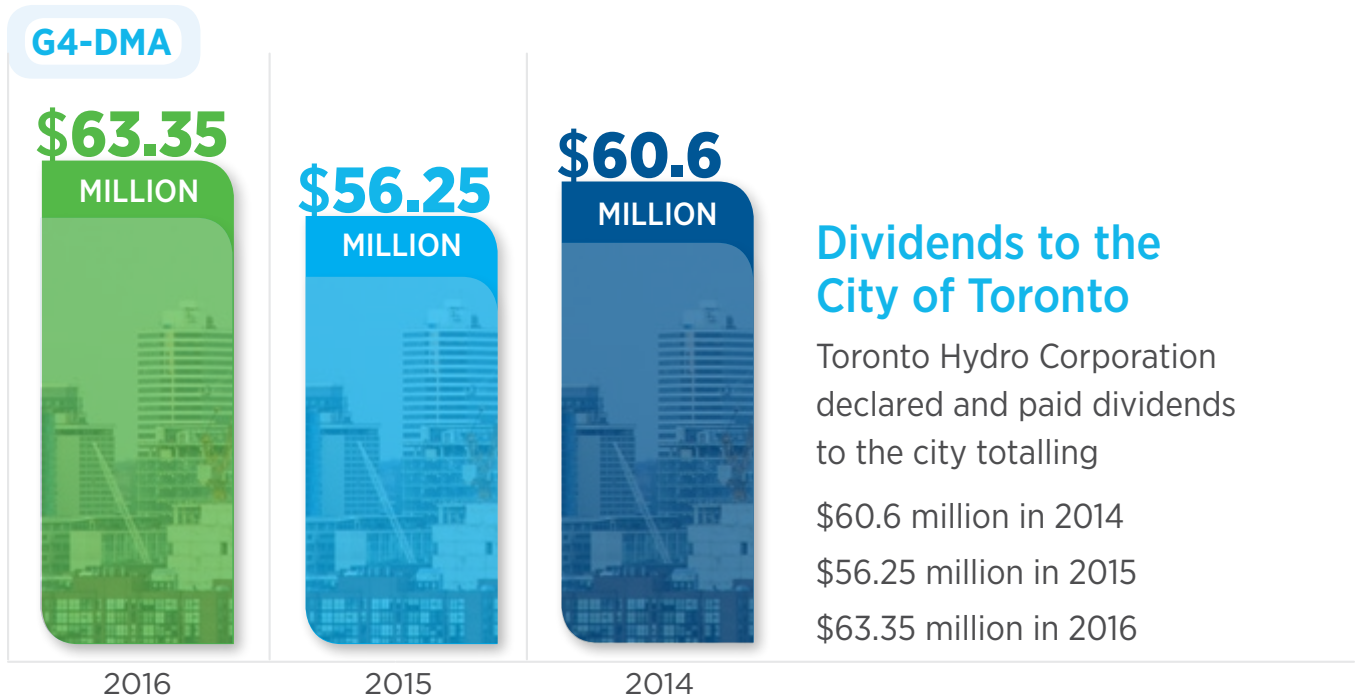 G4-DMA
$63.35
MILLION
$56.25
MILLION
$60.6
MILLION
2016
2015
2014
Dividends to the
City of Toronto
Toronto Hydro Corporation
declared and paid dividends
to the city totalling
$60.6 million in 2014
$56.25 million in 2015
$63.35 million in 2016